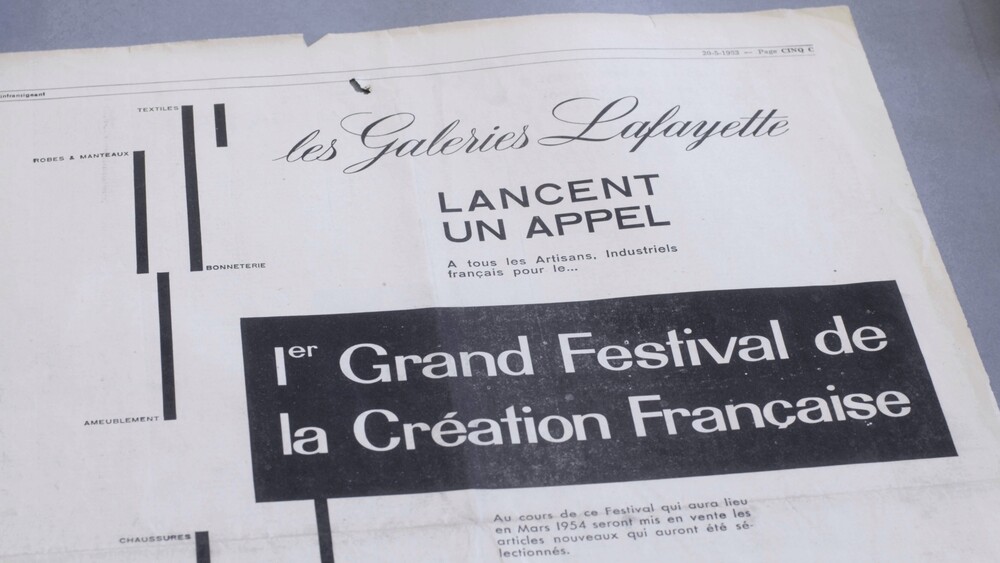 20-5-1953 — Page CINQ C
intransigeant
TEXTILES
ROBES & MANTEAUX
BONNETERIE
AMEUBLEMENT
CHAUSSURES
les Galeries Lafayette
LANCENT
UN APPEL
A tous les Artisans, Industriels
français pour le...
1er Grand Festival de
la Création Française
Au cours de ce Festival qui aura lieu
en Mars 1954 seront mis en vente les
articles nouveaux qui auront été sé-
lectionnés.